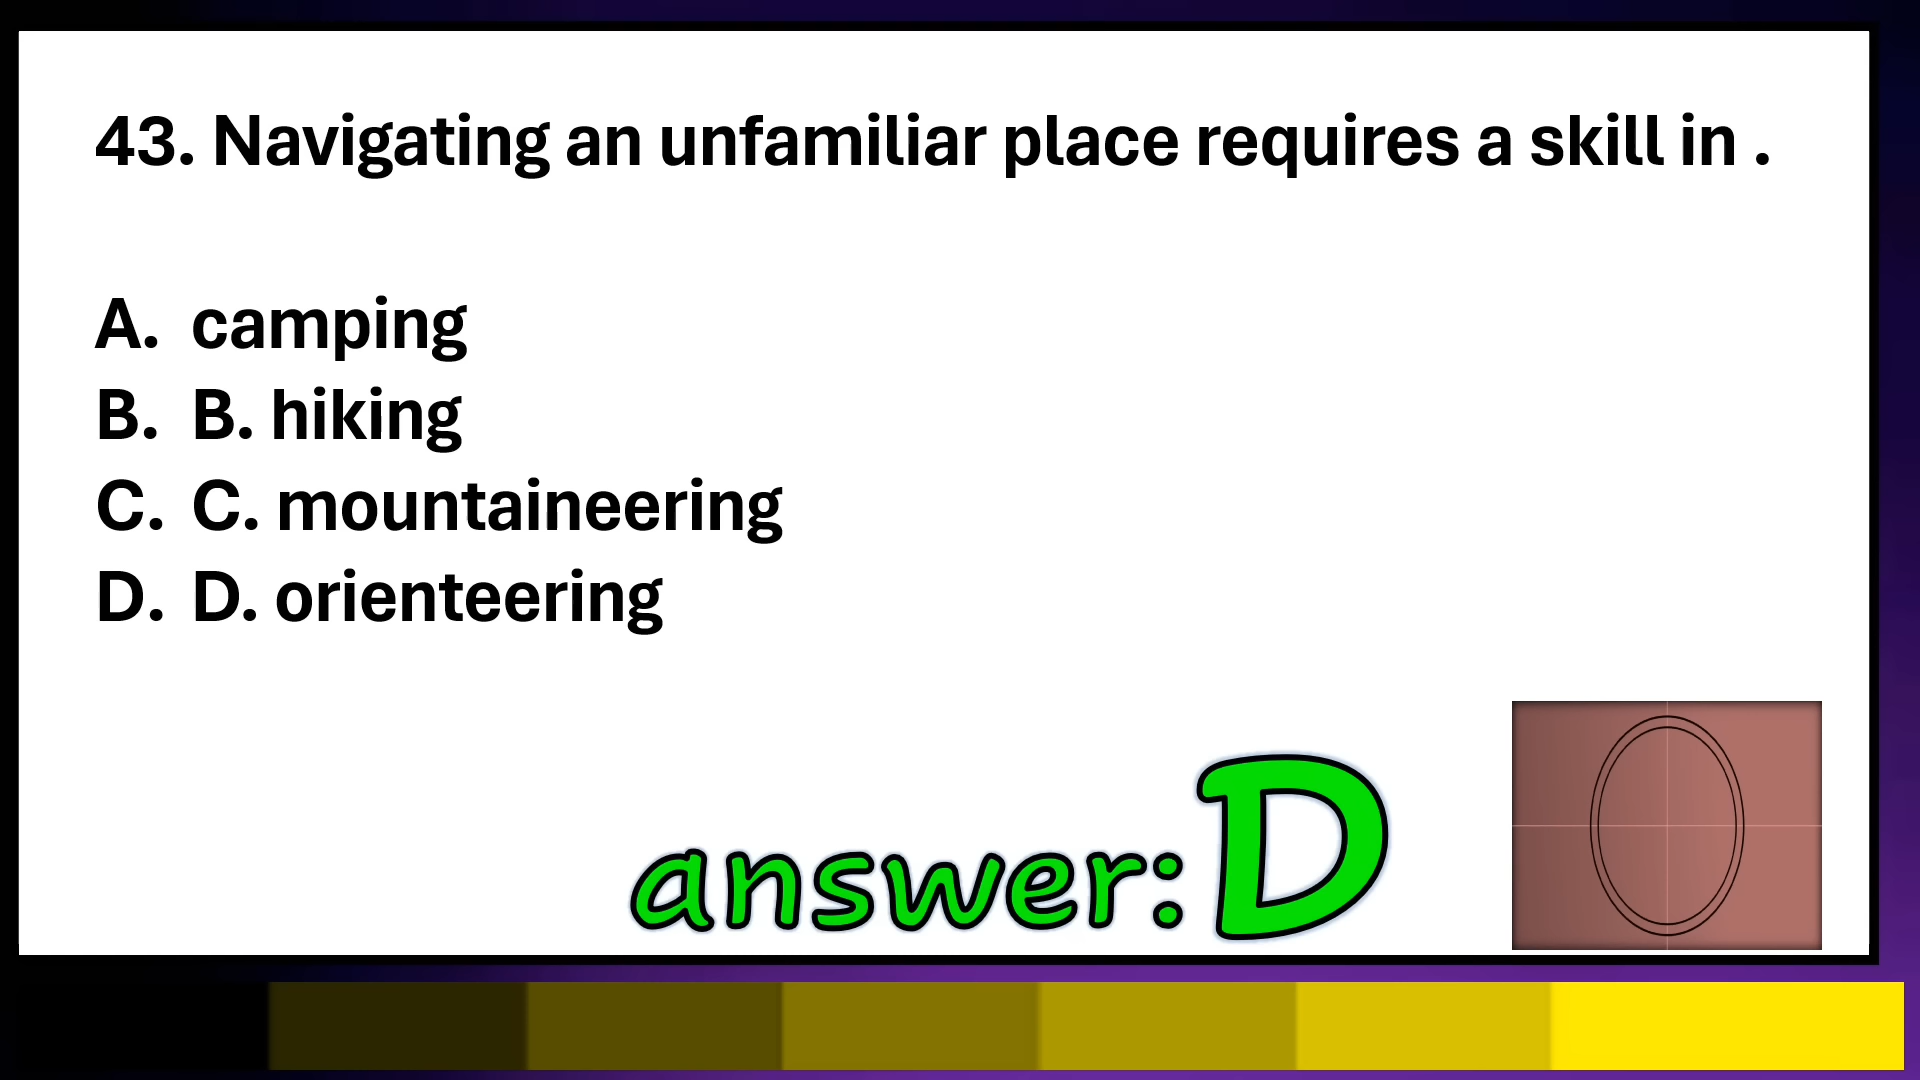 43. Navigating an unfamiliar place requires a skill in .
A. camping
B. B. hiking
C. C. mountaineering
D. D. orienteering
answer: D